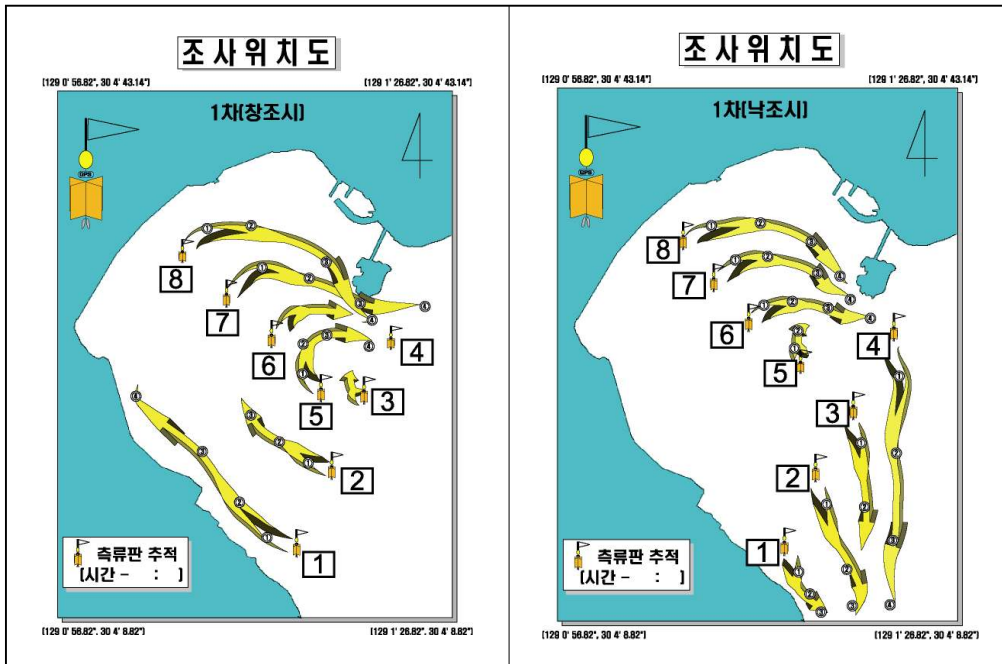 조사위치도
[129 0' 56.82", 30 4' 43.14"]
[129 1' 26.82", 30 4' 43.14"]
1차(창조시)
GPS
8
7
6
5
4
3
2
1
측류판 추적
[시간 - : ]
[129 0' 56.82", 30 4' 8.82"]
[129 1' 26.82", 30 4' 8.82"]
조사위치도
[129 0' 56.82", 30 4' 43.14"]
[129 1' 26.82", 30 4' 43.14"]
1차(낙조시)
GPS
8
7
6
5
4
3
2
1
측류판 추적
[시간 - : ]
[129 0' 56.82", 30 4' 8.82"]
[129 1' 26.82", 30 4' 8.82"]